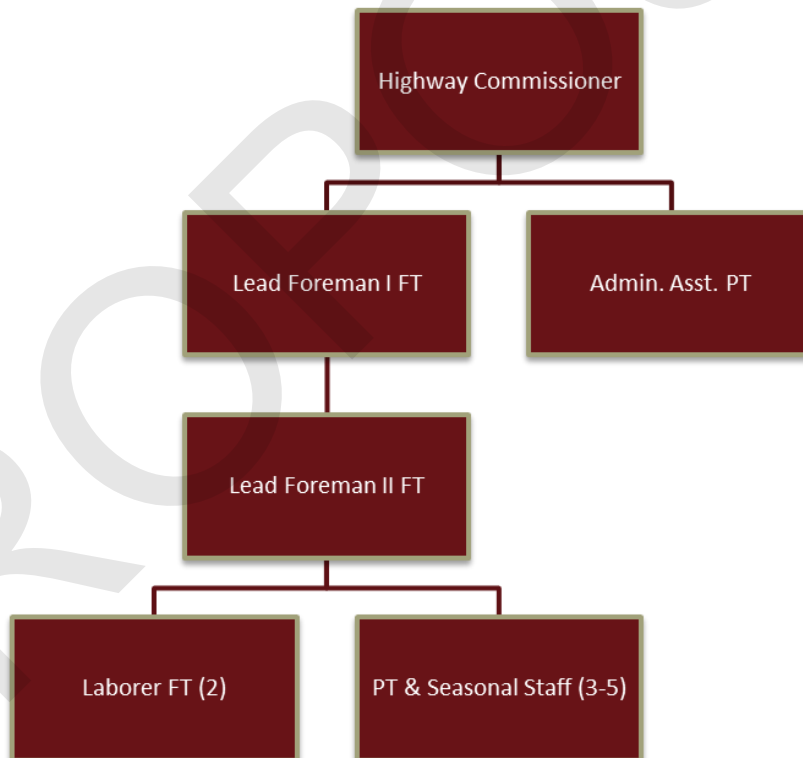 Highway Commissioner
Lead Foreman I FT
Admin. Asst. PT
Lead Foreman II FT
Laborer FT (2)
PT & Seasonal Staff (3-5)